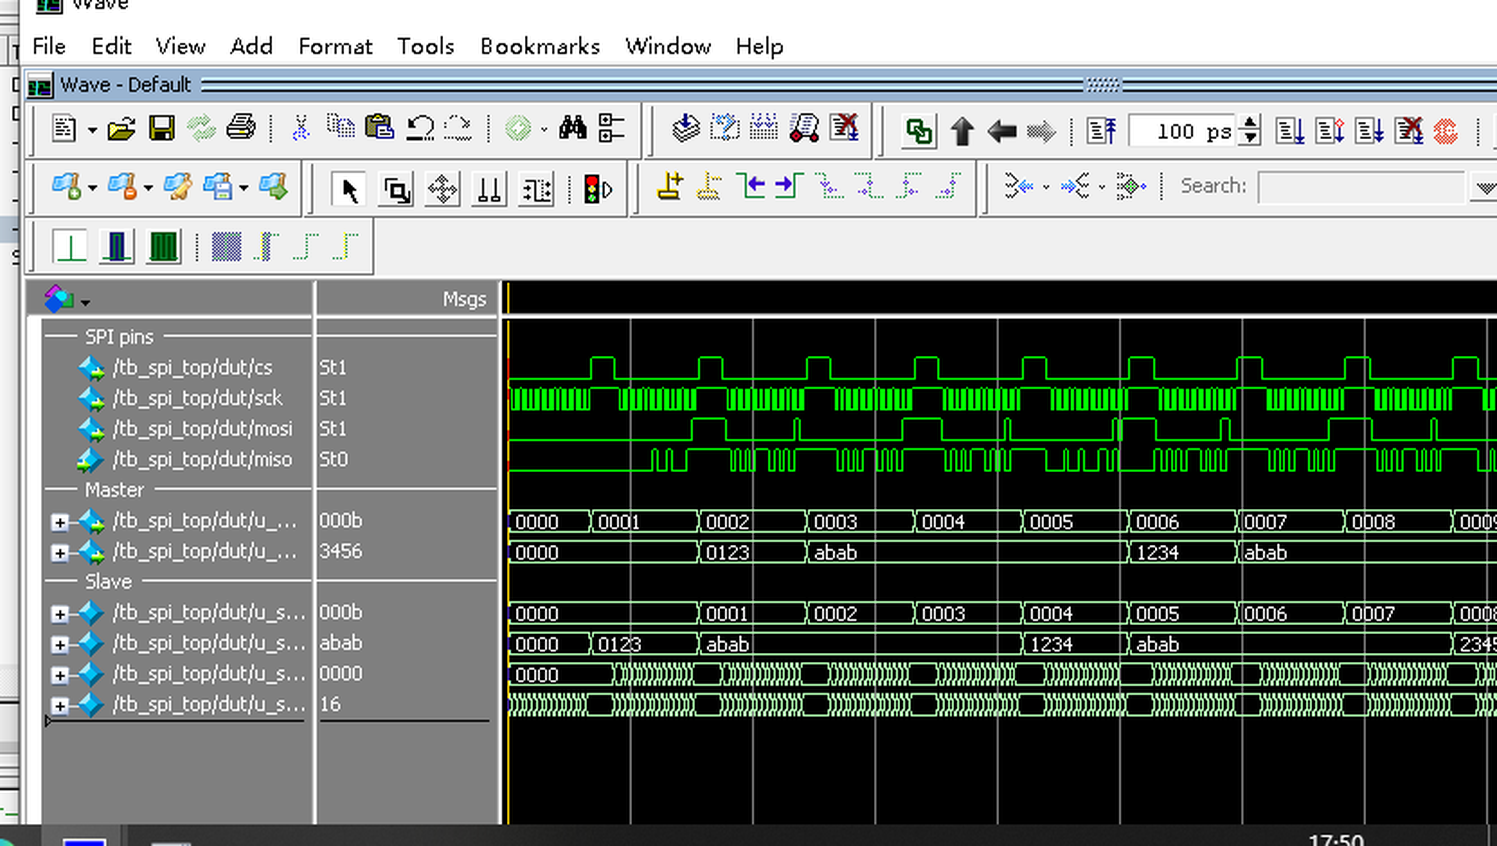 Wave
File Edit View Add Format Tools Bookmarks Window Help
Wave - Default
100 ps
Search:
Msgs
SPI pins
/tb_spi_top/dut/cs St1
/tb_spi_top/dut/sck St1
/tb_spi_top/dut/mosi St1
/tb_spi_top/dut/miso St0
Master
/tb_spi_top/dut/u_... 000b 0000 0001 0002 0003 0004 0005 0006 0007 0008 0009
/tb_spi_top/dut/u_... 3456 0000 0123 abab 1234 abab
Slave
/tb_spi_top/dut/u_s... 000b 0000 0001 0002 0003 0004 0005 0006 0007 0008
/tb_spi_top/dut/u_s... abab 0000 0123 abab 1234 abab 2345
/tb_spi_top/dut/u_s... 0000 0000
/tb_spi_top/dut/u_s... 16
17:50